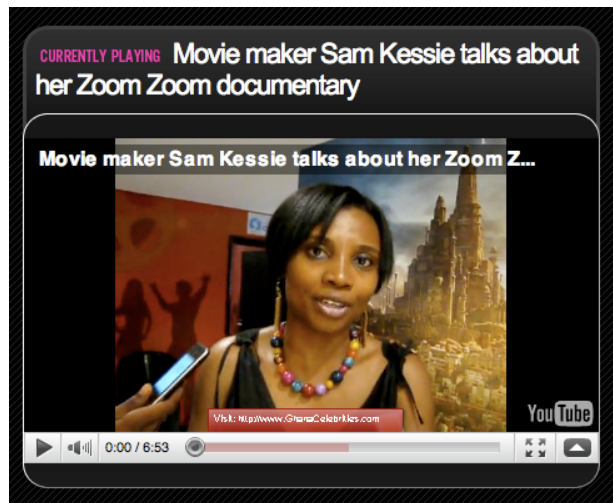 CURRENTLY PLAYING Movie maker Sam Kessie talks about
her Zoom Zoom documentary
Movie maker Sam Kessie talks about her Zoom Z...
Visit: http://www.GhanaCelebrities.com
YouTube
0:00 / 6:53